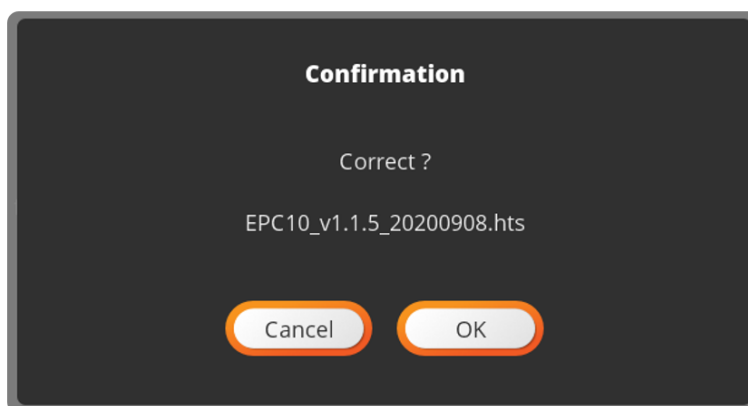 Confirmation
Correct ?
EPC10_v1.1.5_20200908.hts
Cancel
OK